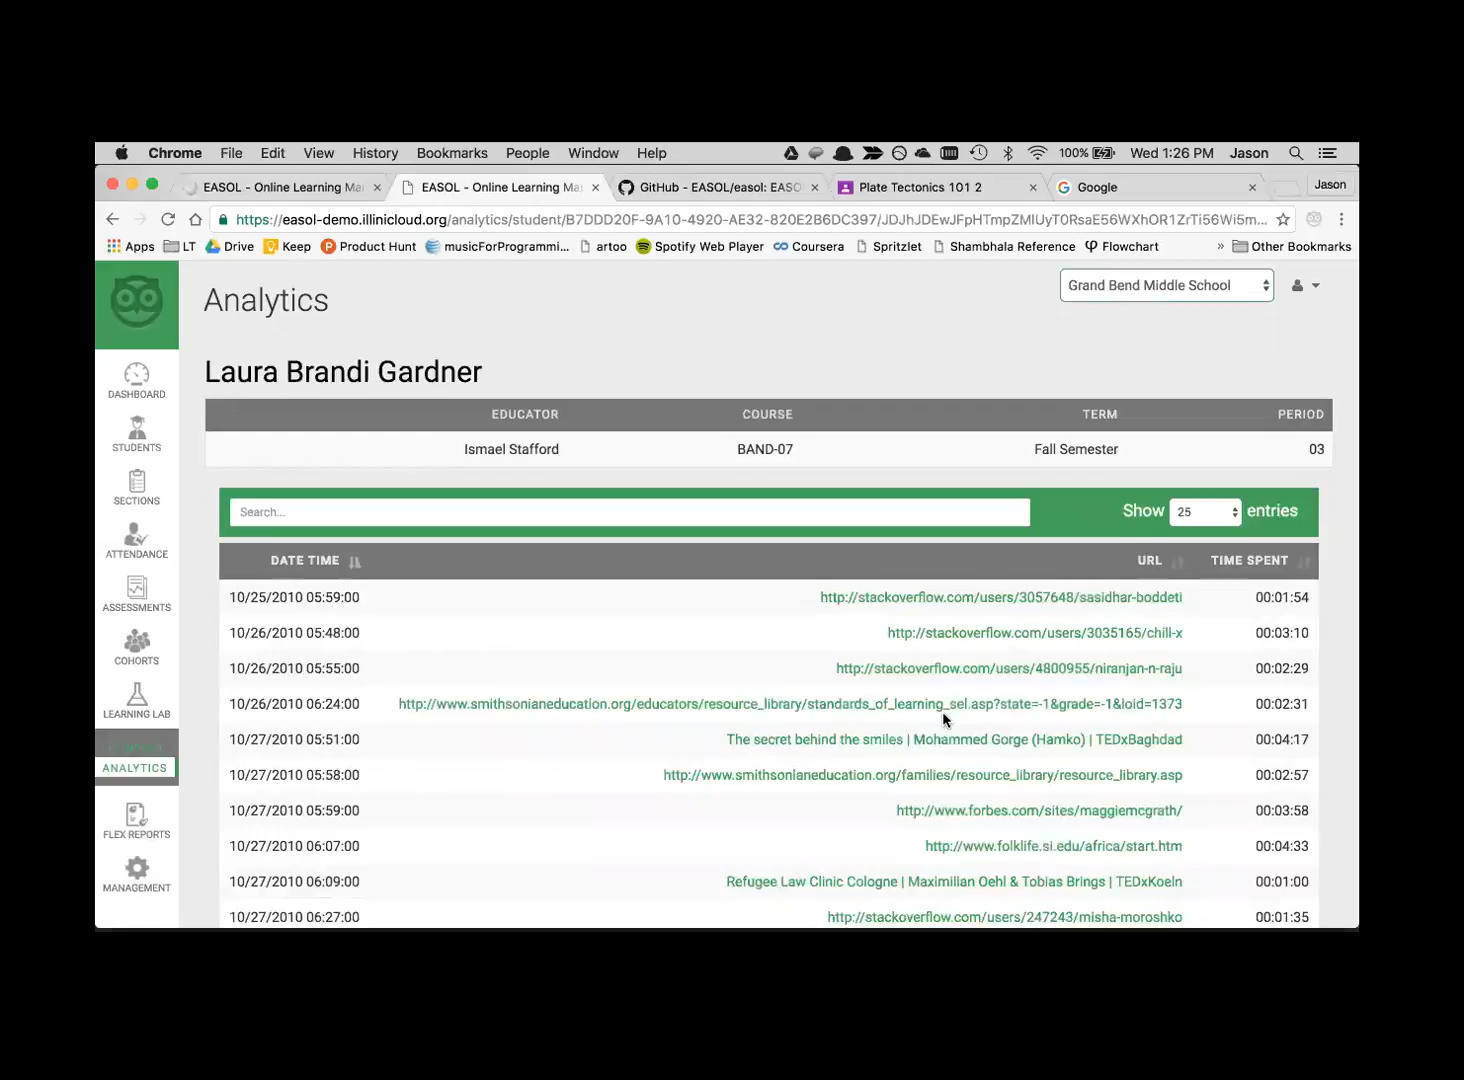 Chrome File Edit View History Bookmarks People Window Help 100% Wed 1:26 PM Jason
EASOL - Online Learning Ma × EASOL - Online Learning Ma × GitHub - EASOL/easol: EASO × Plate Tectonics 101 2 × Google × Jason
https://easol-demo.illinicloud.org/analytics/student/B7DDD20F-9A10-4920-AE32-820E2B6DC397/JDJhJDEwJFpHTmpZMlUyT0RsaE56WXhOR1ZrTi56Wi5m...
Apps LT Drive Keep Product Hunt musicForProgrammi... artoo Spotify Web Player Coursera Spritzlet Shambhala Reference Flowchart » Other Bookmarks
Analytics
Grand Bend Middle School
DASHBOARD
STUDENTS
SECTIONS
ATTENDANCE
ASSESSMENTS
COHORTS
LEARNING LAB
ANALYTICS
FLEX REPORTS
MANAGEMENT
Laura Brandi Gardner
EDUCATOR COURSE TERM PERIOD
Ismael Stafford BAND-07 Fall Semester 03
Search... Show 25 entries
DATE TIME URL TIME SPENT
10/25/2010 05:59:00 http://stackoverflow.com/users/3057648/sasidhar-boddeti 00:01:54
10/26/2010 05:48:00 http://stackoverflow.com/users/3035165/chill-x 00:03:10
10/26/2010 05:55:00 http://stackoverflow.com/users/4800955/niranjan-n-raju 00:02:29
10/26/2010 06:24:00 http://www.smithsonianeducation.org/educators/resource_library/standards_of_learning_sel.asp?state=-1&grade=-1&loid=1373 00:02:31
10/27/2010 05:51:00 The secret behind the smiles | Mohammed Gorge (Hamko) | TEDxBaghdad 00:04:17
10/27/2010 05:58:00 http://www.smithsonianeducation.org/families/resource_library/resource_library.asp 00:02:57
10/27/2010 05:59:00 http://www.forbes.com/sites/maggiemcgrath/ 00:03:58
10/27/2010 06:07:00 http://www.folklife.si.edu/africa/start.htm 00:04:33
10/27/2010 06:09:00 Refugee Law Clinic Cologne | Maximilian Oehl & Tobias Brings | TEDxKoeln 00:01:00
10/27/2010 06:27:00 http://stackoverflow.com/users/247243/misha-moroshko 00:01:35